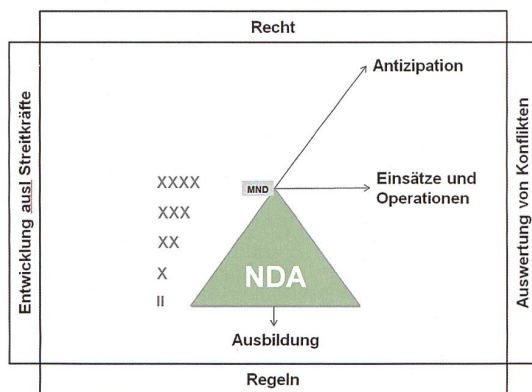 Recht
Entwicklung ausl Streitkräfte
Antizipation
XXXX
MND
Einsätze und
Operationen
XXX
XX
X
NDA
II
Ausbildung
Auswertung von Konflikten
Regeln